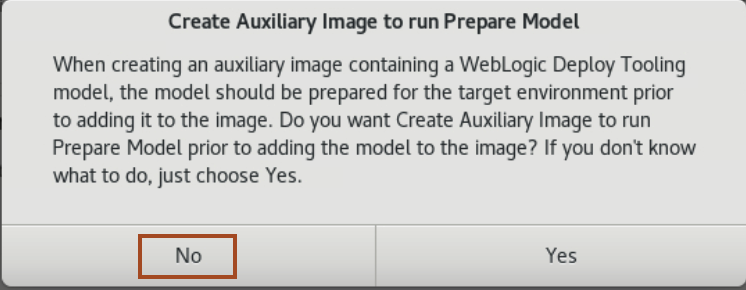 Create Auxiliary Image to run Prepare Model
When creating an auxiliary image containing a WebLogic Deploy Tooling
model, the model should be prepared for the target environment prior
to adding it to the image. Do you want Create Auxiliary Image to run
Prepare Model prior to adding the model to the image? If you don't know
what to do, just choose Yes.
No
Yes